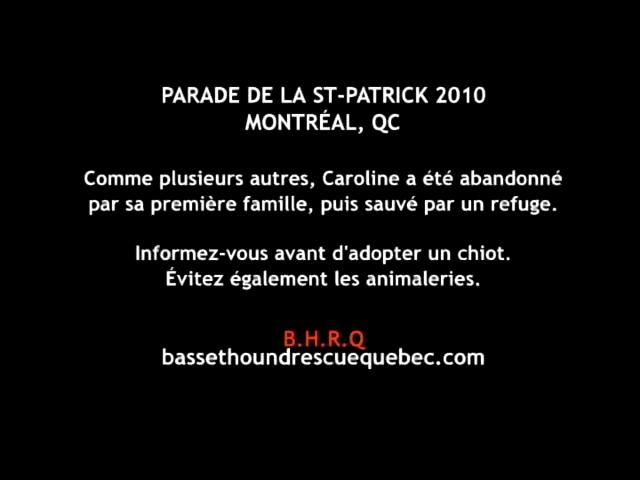 PARADE DE LA ST-PATRICK 2010
MONTRÉAL, QC
Comme plusieurs autres, Caroline a été abandonné
par sa première famille, puis sauvé par un refuge.
Informez-vous avant d'adopter un chiot.
Évitez également les animaleries.
B.H.R.Q
bassethoundrescuequebec.com